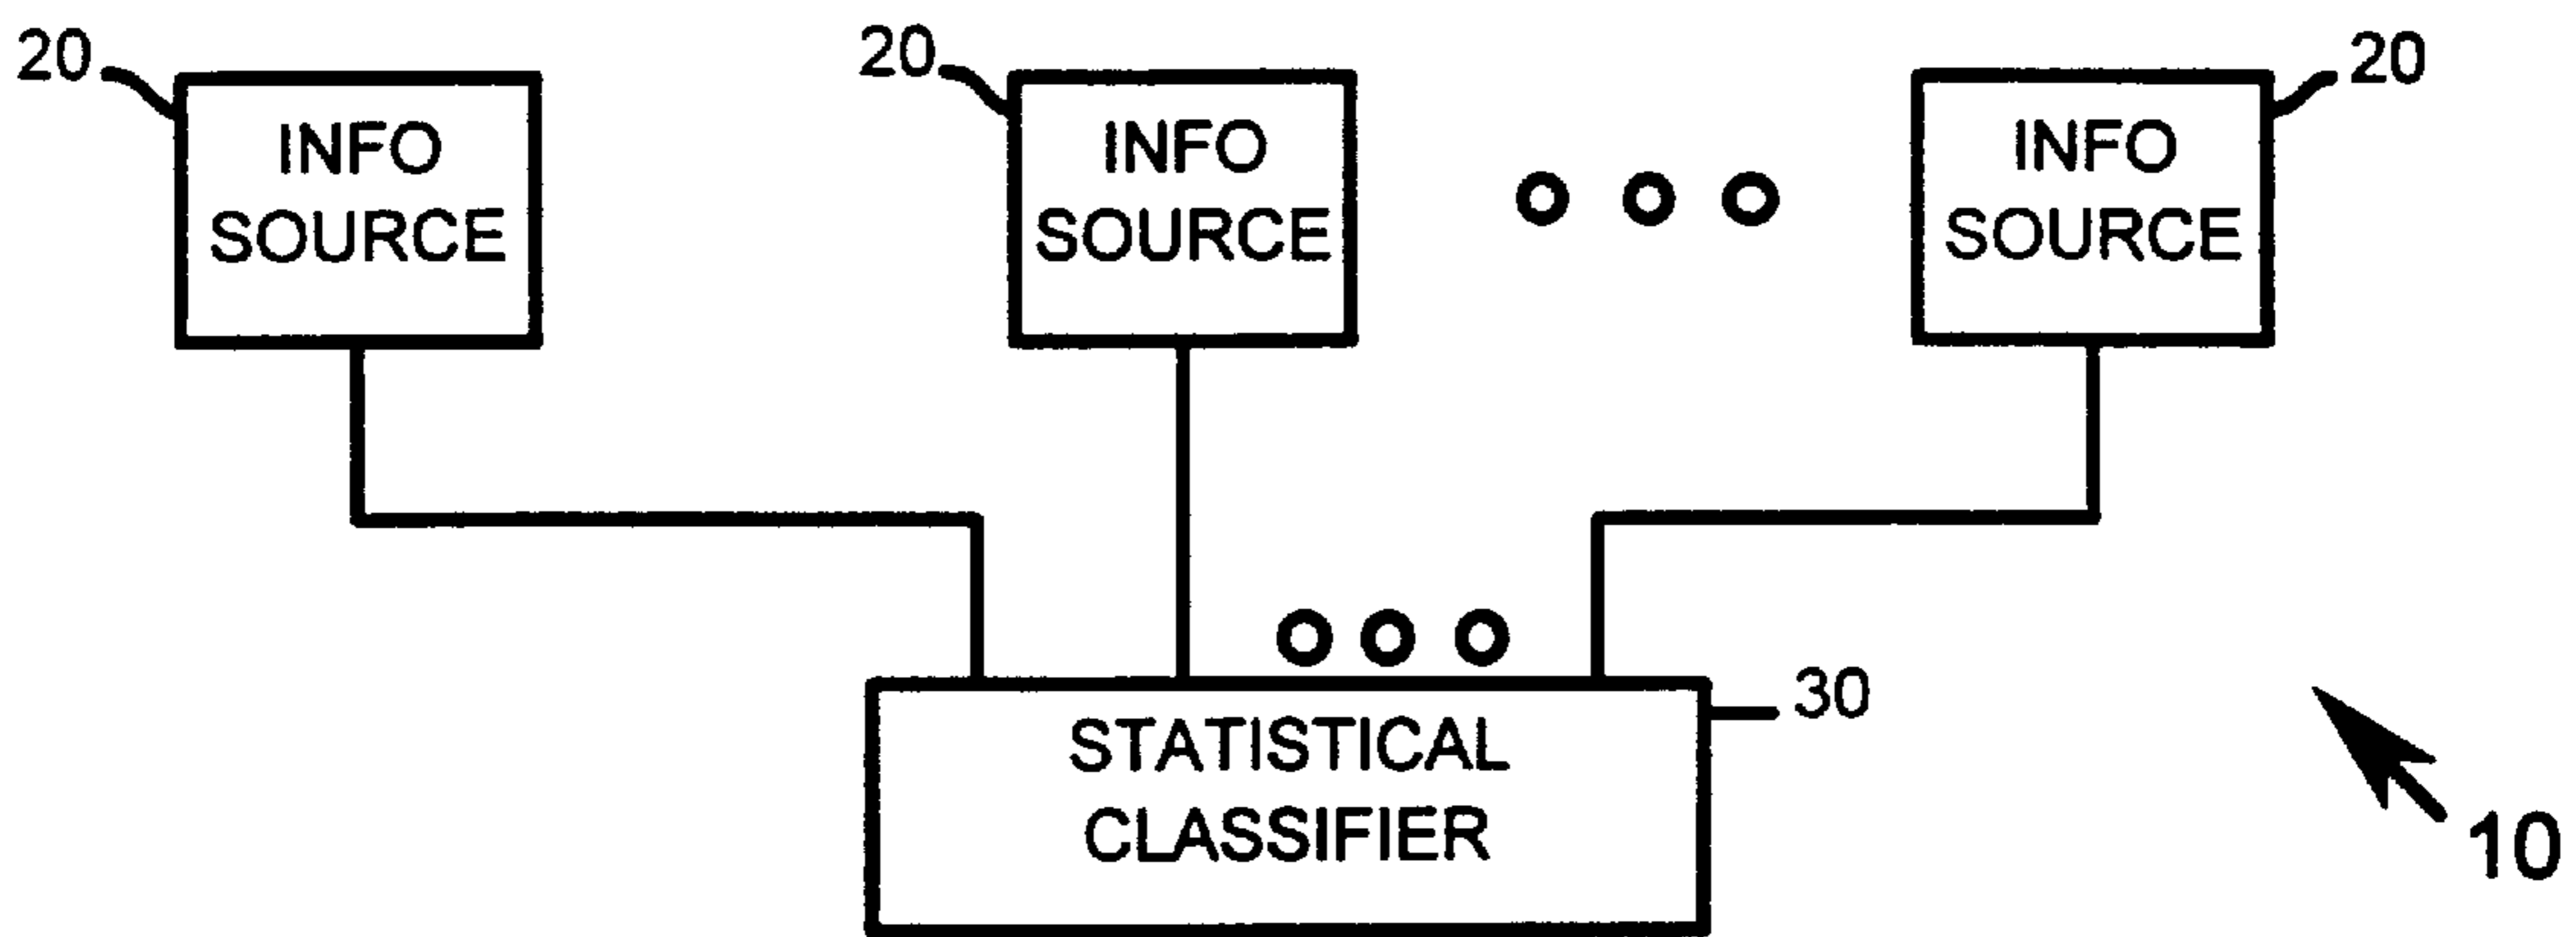 20
INFO
SOURCE
20
INFO
SOURCE
20
INFO
SOURCE
30
STATISTICAL
CLASSIFIER
10